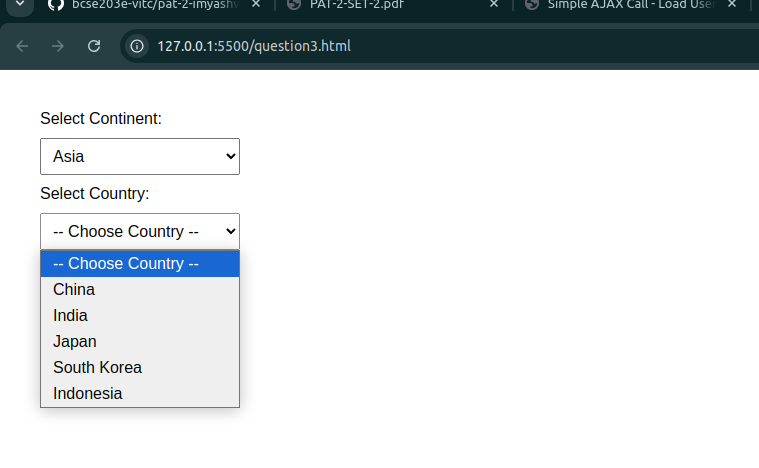 bcse203e-vitc/pat-2-imyashv
PAT-2-SET-2.pdf
Simple AJAX Call - Load User
127.0.0.1:5500/question3.html
Select Continent:
Asia
Select Country:
-- Choose Country --
-- Choose Country --
China
India
Japan
South Korea
Indonesia